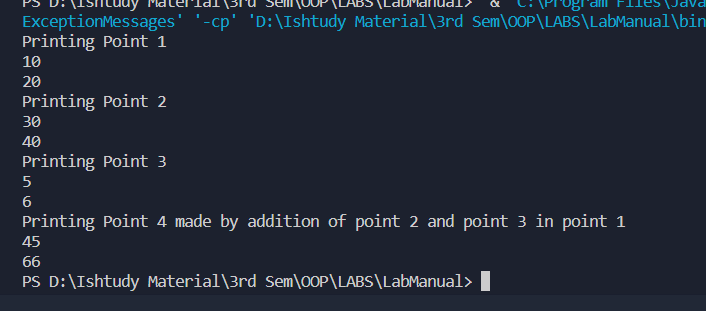 PS D:\Ishtudy Material\3rd Sem\OOP\LABS\LabManual> & 'C:\Program Files\Java
ExceptionMessages' '-cp' 'D:\Ishtudy Material\3rd Sem\OOP\LABS\LabManual\bin
Printing Point 1
10
20
Printing Point 2
30
40
Printing Point 3
5
6
Printing Point 4 made by addition of point 2 and point 3 in point 1
45
66
PS D:\Ishtudy Material\3rd Sem\OOP\LABS\LabManual>